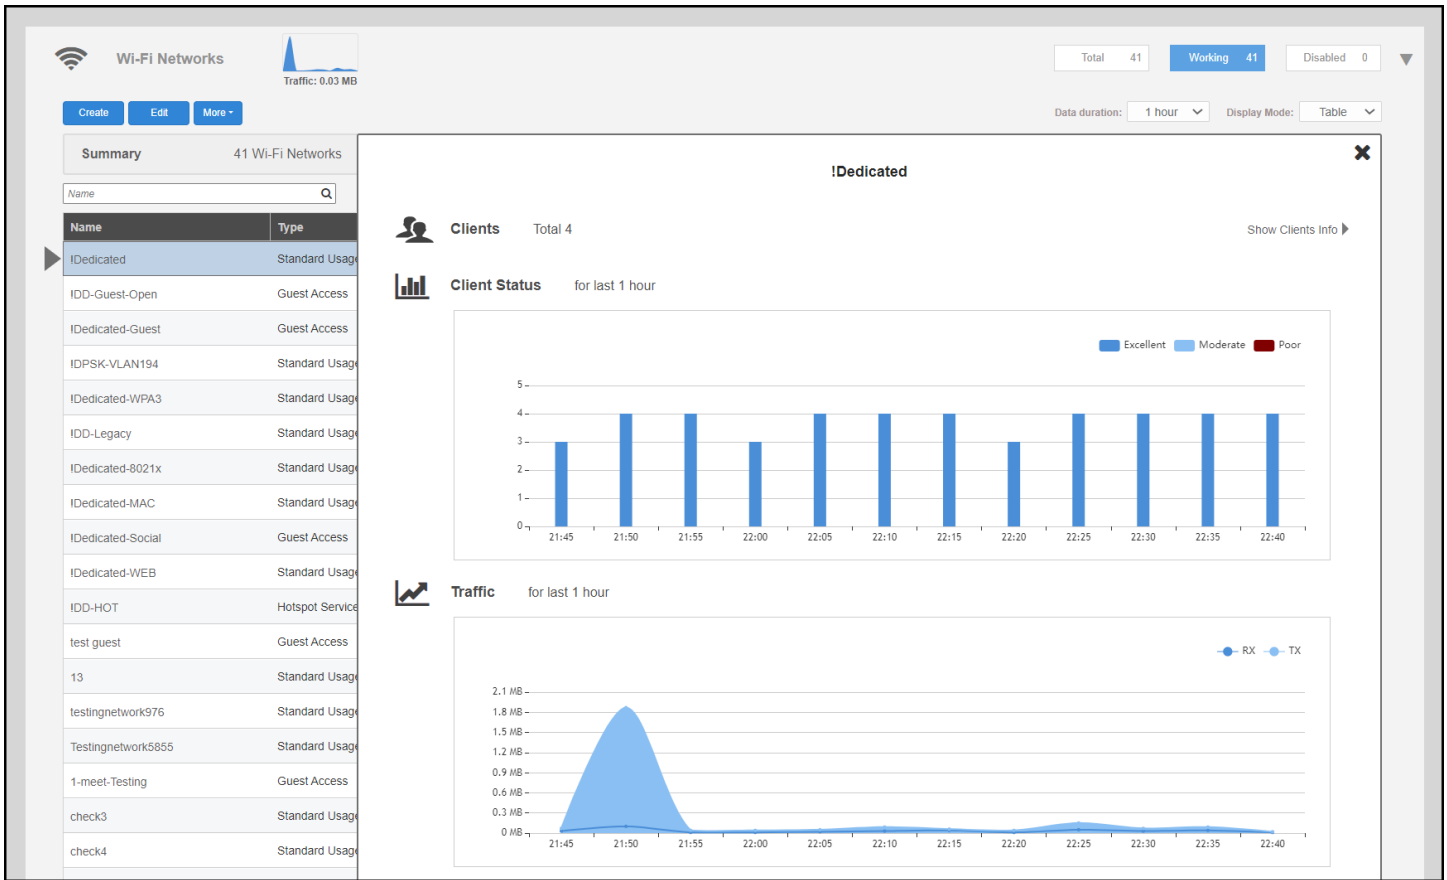 Wi-Fi Networks
Traffic: 0.03 MB
Total 41
Working 41
Disabled 0
Create
Edit
More
Data duration: 1 hour
Display Mode: Table
Summary 41 Wi-Fi Networks
Name
Name Type
!Dedicated Standard Usage
!DD-Guest-Open Guest Access
!Dedicated-Guest Guest Access
!DPSK-VLAN194 Standard Usage
!Dedicated-WPA3 Standard Usage
!DD-Legacy Standard Usage
!Dedicated-8021x Standard Usage
!Dedicated-MAC Standard Usage
!Dedicated-Social Guest Access
!Dedicated-WEB Standard Usage
!DD-HOT Hotspot Service
test guest Guest Access
13 Standard Usage
testingnetwork976 Standard Usage
Testingnetwork5855 Standard Usage
1-meet-Testing Guest Access
check3 Standard Usage
check4 Standard Usage
!Dedicated
Clients Total 4
Show Clients Info
Client Status for last 1 hour
Excellent Moderate Poor
5
4
3
2
1
0
21:45 21:50 21:55 22:00 22:05 22:10 22:15 22:20 22:25 22:30 22:35 22:40
Traffic for last 1 hour
RX TX
2.1 MB
1.8 MB
1.5 MB
1.2 MB
0.9 MB
0.6 MB
0.3 MB
0 MB
21:45 21:50 21:55 22:00 22:05 22:10 22:15 22:20 22:25 22:30 22:35 22:40